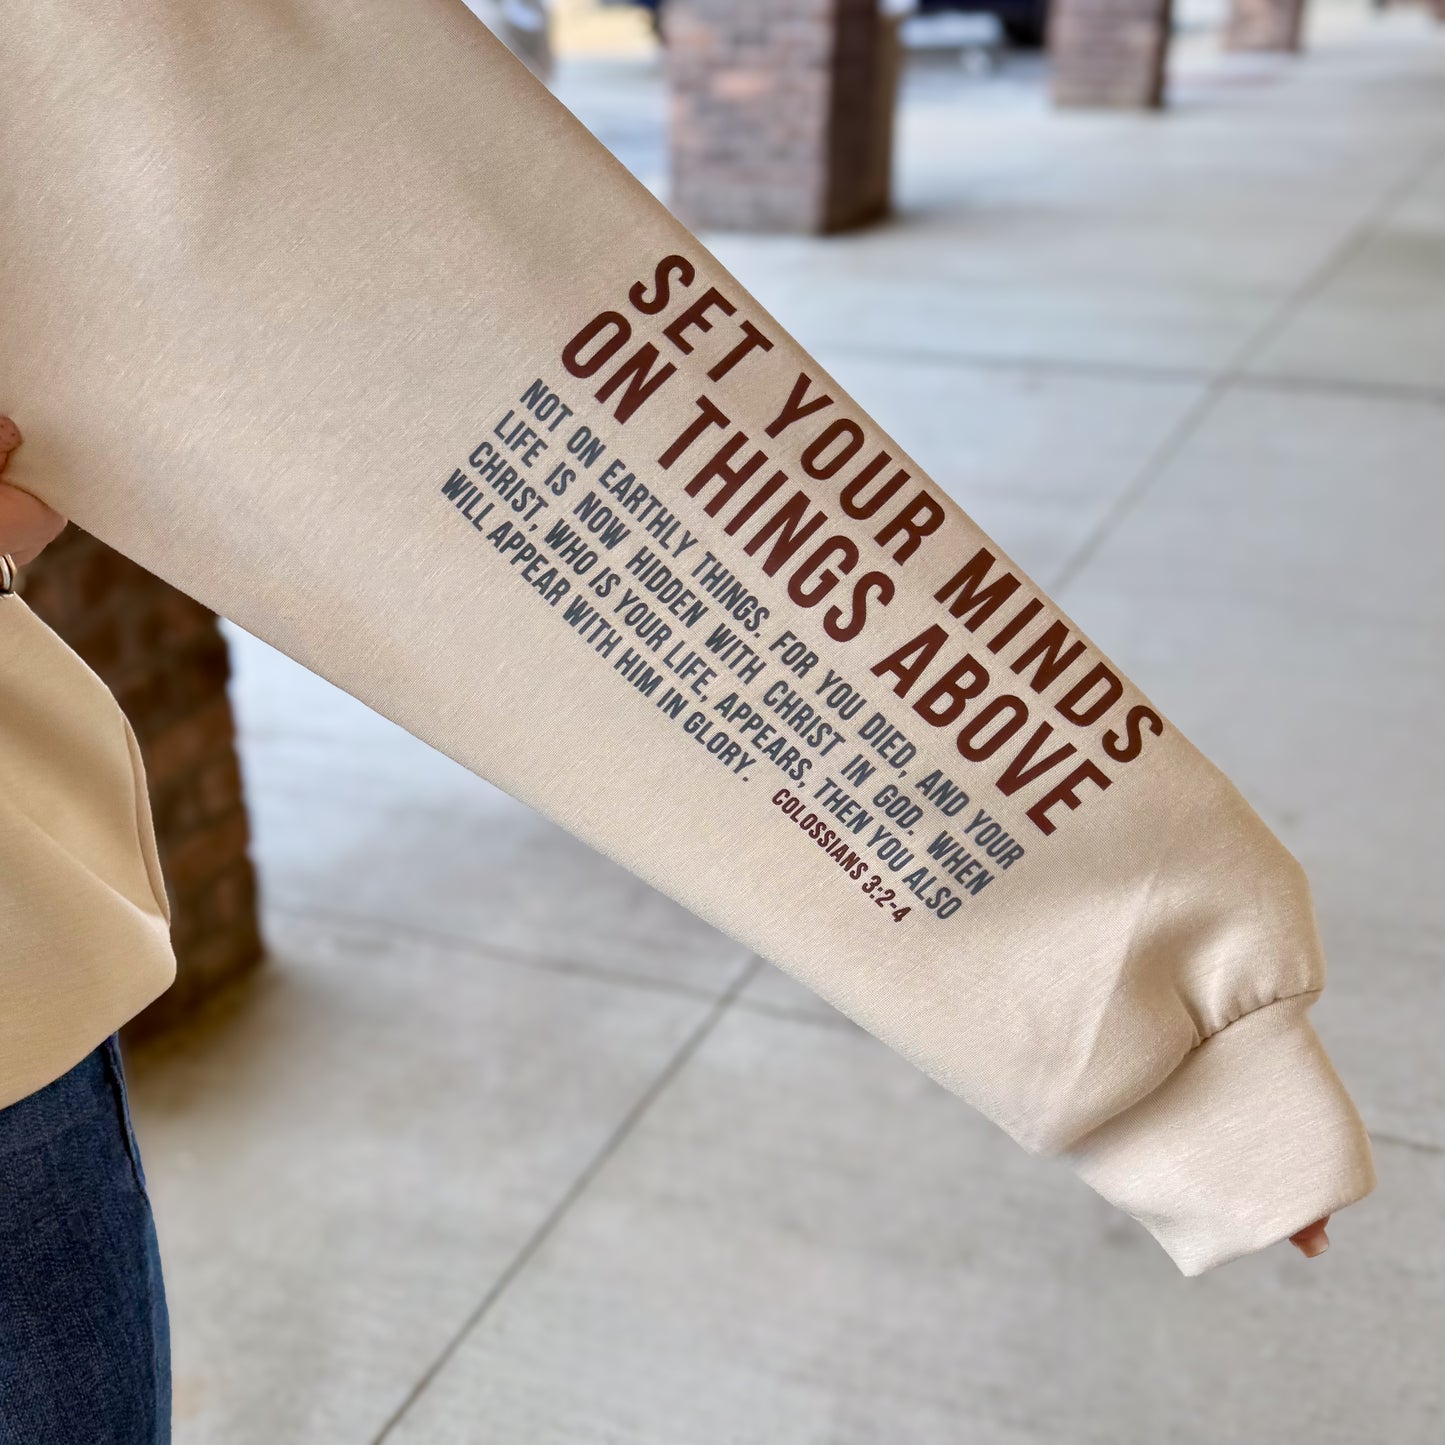 SET YOUR MINDS
ON THINGS ABOVE
NOT ON EARTHLY THINGS. FOR YOU DIED, AND YOUR
LIFE IS NOW HIDDEN WITH CHRIST IN GOD. WHEN
CHRIST, WHO IS YOUR LIFE, APPEARS, THEN YOU ALSO
WILL APPEAR WITH HIM IN GLORY.
COLOSSIANS 3:2-4